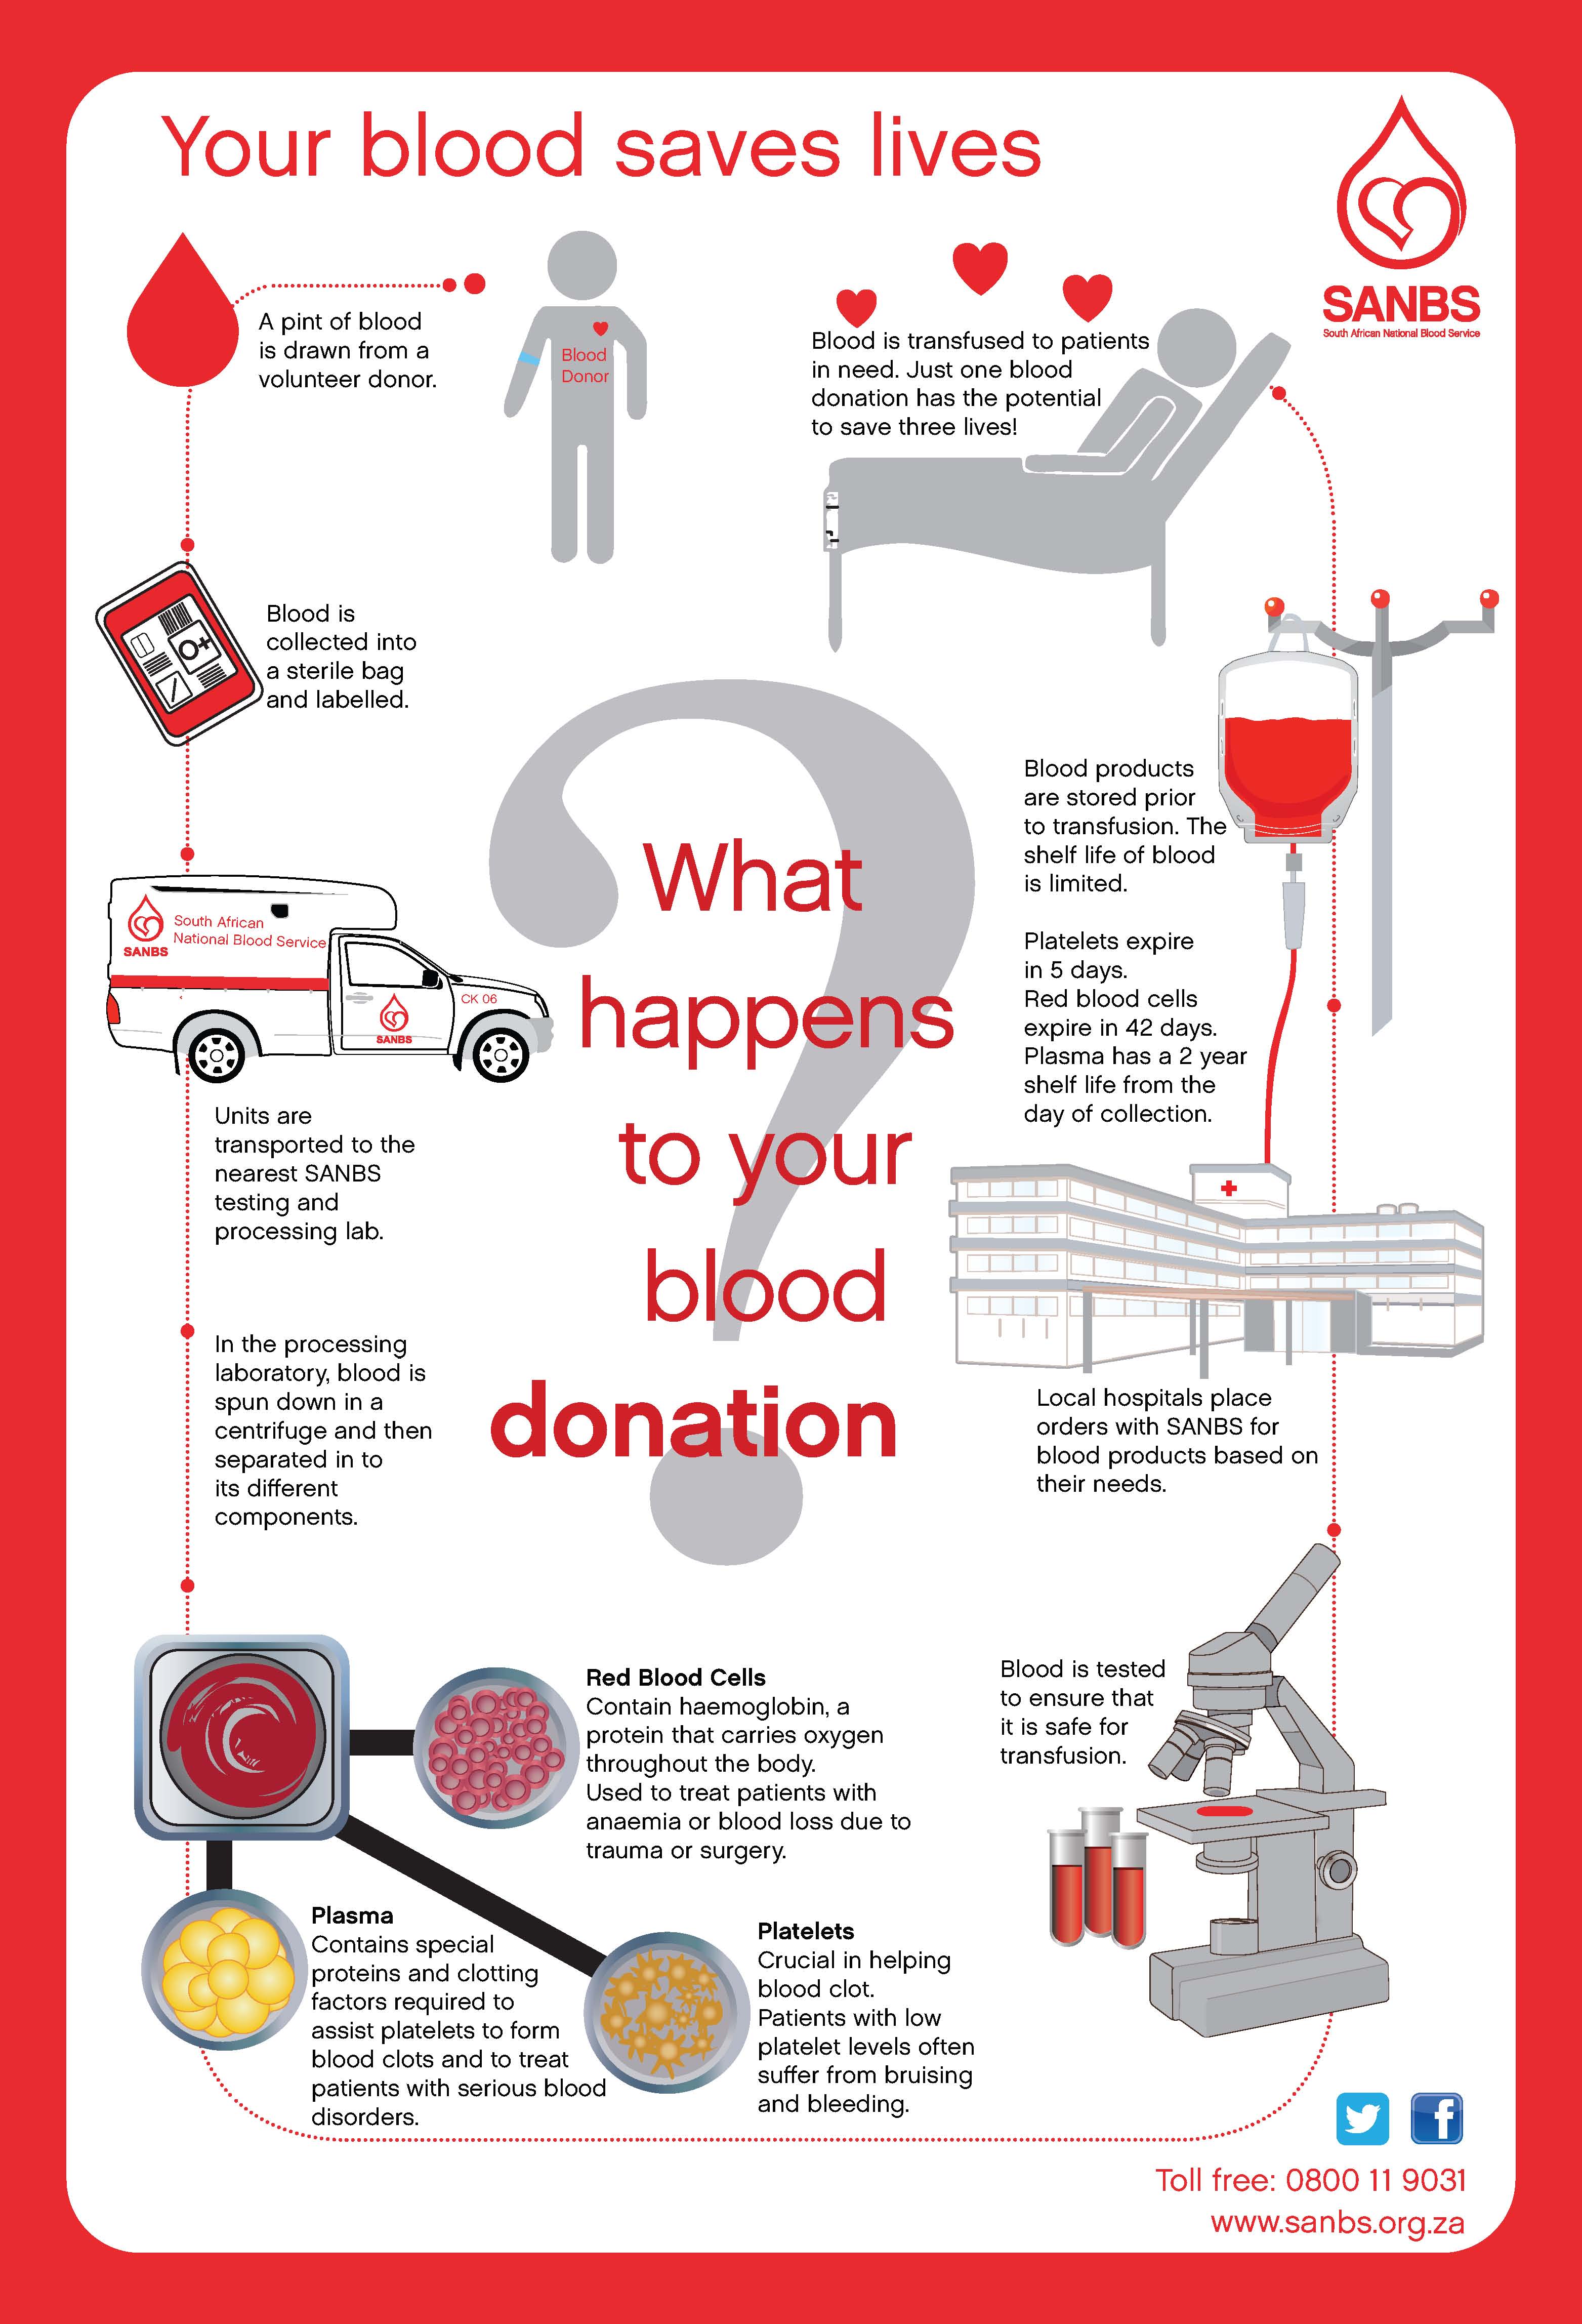 Your blood saves lives
SANBS
South African National Blood Service
A pint of blood
is drawn from a
volunteer donor.
Blood
Donor
Blood is transfused to patients
in need. Just one blood
donation has the potential
to save three lives!
Blood is
collected into
a sterile bag
and labelled.
O+
South African
National Blood Service
SANBS
CK 06
SANBS
Units are
transported to the
nearest SANBS
testing and
processing lab.
In the processing
laboratory, blood is
spun down in a
centrifuge and then
separated in to
its different
components.
What
happens
to your
blood
donation
?
Blood products
are stored prior
to transfusion. The
shelf life of blood
is limited.
Platelets expire
in 5 days.
Red blood cells
expire in 42 days.
Plasma has a 2 year
shelf life from the
day of collection.
Local hospitals place
orders with SANBS for
blood products based on
their needs.
Red Blood Cells
Contain haemoglobin, a
protein that carries oxygen
throughout the body.
Used to treat patients with
anaemia or blood loss due to
trauma or surgery.
Plasma
Contains special
proteins and clotting
factors required to
assist platelets to form
blood clots and to treat
patients with serious blood
disorders.
Platelets
Crucial in helping
blood clot.
Patients with low
platelet levels often
suffer from bruising
and bleeding.
Blood is tested
to ensure that
it is safe for
transfusion.
f
Toll free: 0800 11 9031
www.sanbs.org.za